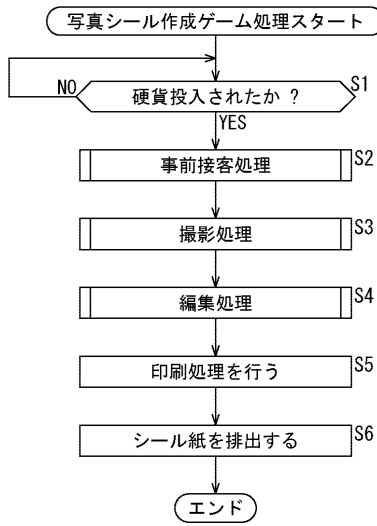 写真シール作成ゲーム処理スタート
硬貨投入されたか ? S1
NO
YES
事前接客処理 S2
撮影処理 S3
編集処理 S4
印刷処理を行う S5
シール紙を排出する S6
エンド